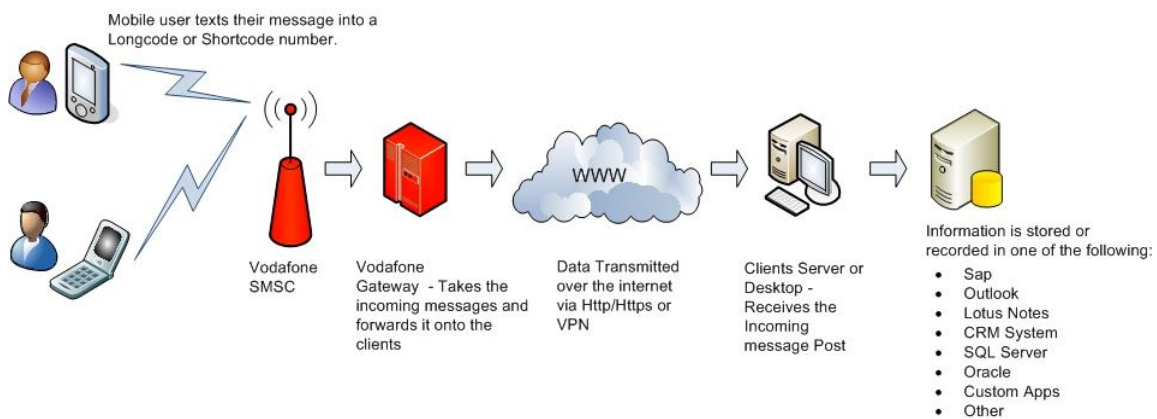 Mobile user texts their message into a
Longcode or Shortcode number.
WWW
Vodafone
SMSC
Vodafone
Gateway - Takes the
incoming messages and
forwards it onto the
clients
Data Transmitted
over the internet
via Http/Https or
VPN
Clients Server or
Desktop -
Receives the
Incoming
message Post
Information is stored or
recorded in one of the following:
• Sap
• Outlook
• Lotus Notes
• CRM System
• SQL Server
• Oracle
• Custom Apps
• Other